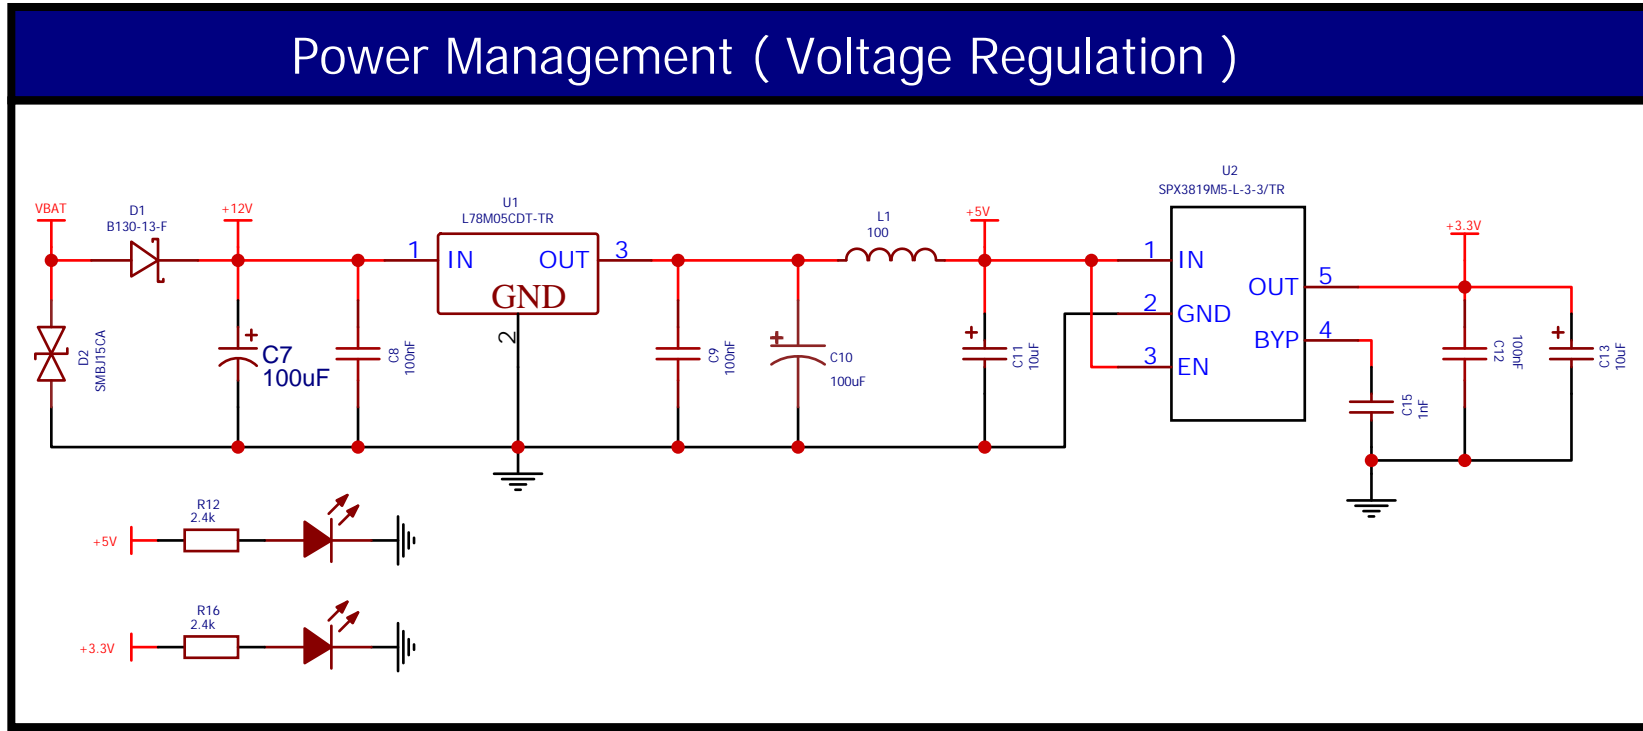 Power Management ( Voltage Regulation )
VBAT
D1
B130-13-F
+12V
U1
L78M05CDT-TR
1
IN
OUT
3
GND
2
L1
100
+5V
U2
SPX3819M5-L-3-3/TR
1
IN
2
GND
3
EN
OUT
5
BYP
4
+3.3V
D2
SMBJ15CA
+
C7
100uF
C8
100nF
C9
100nF
+
C10
100uF
+
C11
10uF
C15
1nF
C12
100nF
+
C13
10uF
R12
2.4k
+5V
R16
2.4k
+3.3V